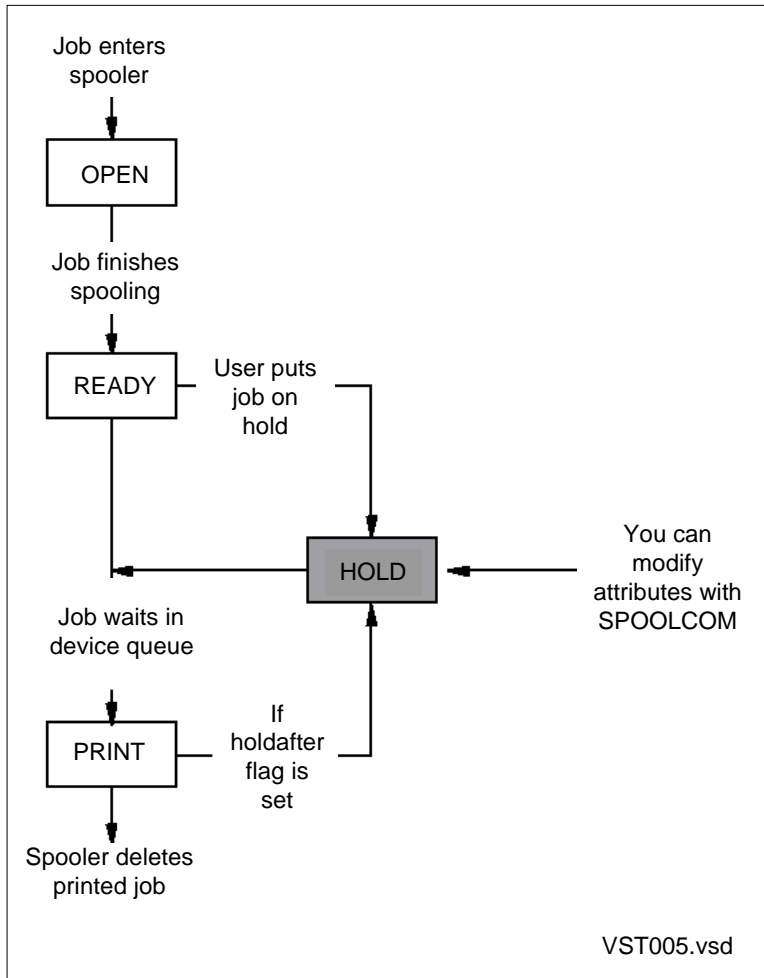 Job enters
spooler
OPEN
Job finishes
spooling
READY
User puts
job on
hold
HOLD
You can
modify
attributes with
SPOOLCOM
Job waits in
device queue
PRINT
If
holdafter
flag is
set
Spooler deletes
printed job
VST005.vsd